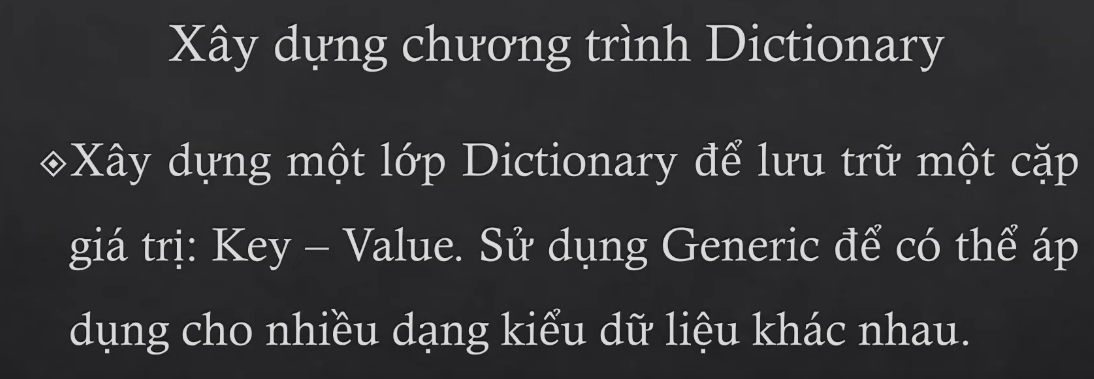 Xây dựng chương trình Dictionary
Xây dựng một lớp Dictionary để lưu trữ một cặp
giá trị: Key – Value. Sử dụng Generic để có thể áp
dụng cho nhiều dạng kiểu dữ liệu khác nhau.